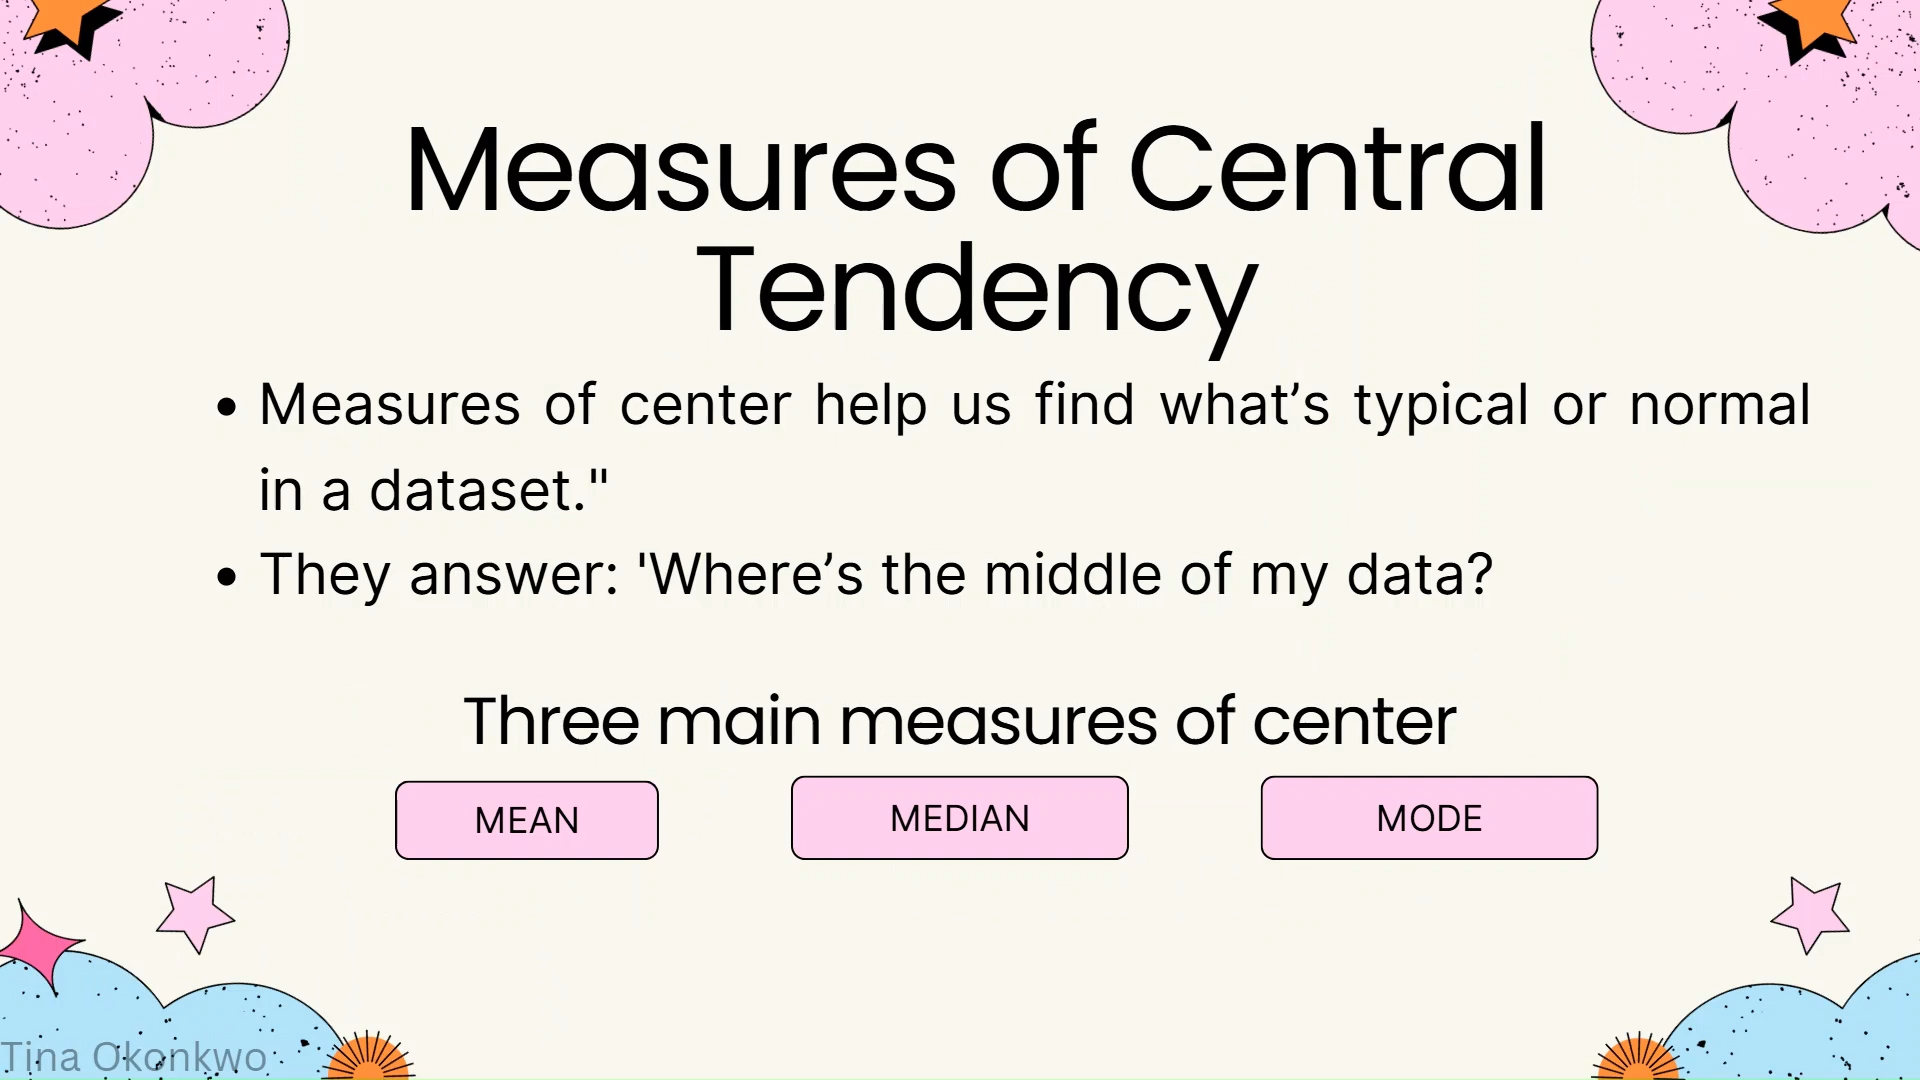 Measures of Central
Tendency
• Measures of center help us find what’s typical or normal
in a dataset."
• They answer: 'Where’s the middle of my data?
Three main measures of center
MEAN
MEDIAN
MODE
Tina Okonkwo